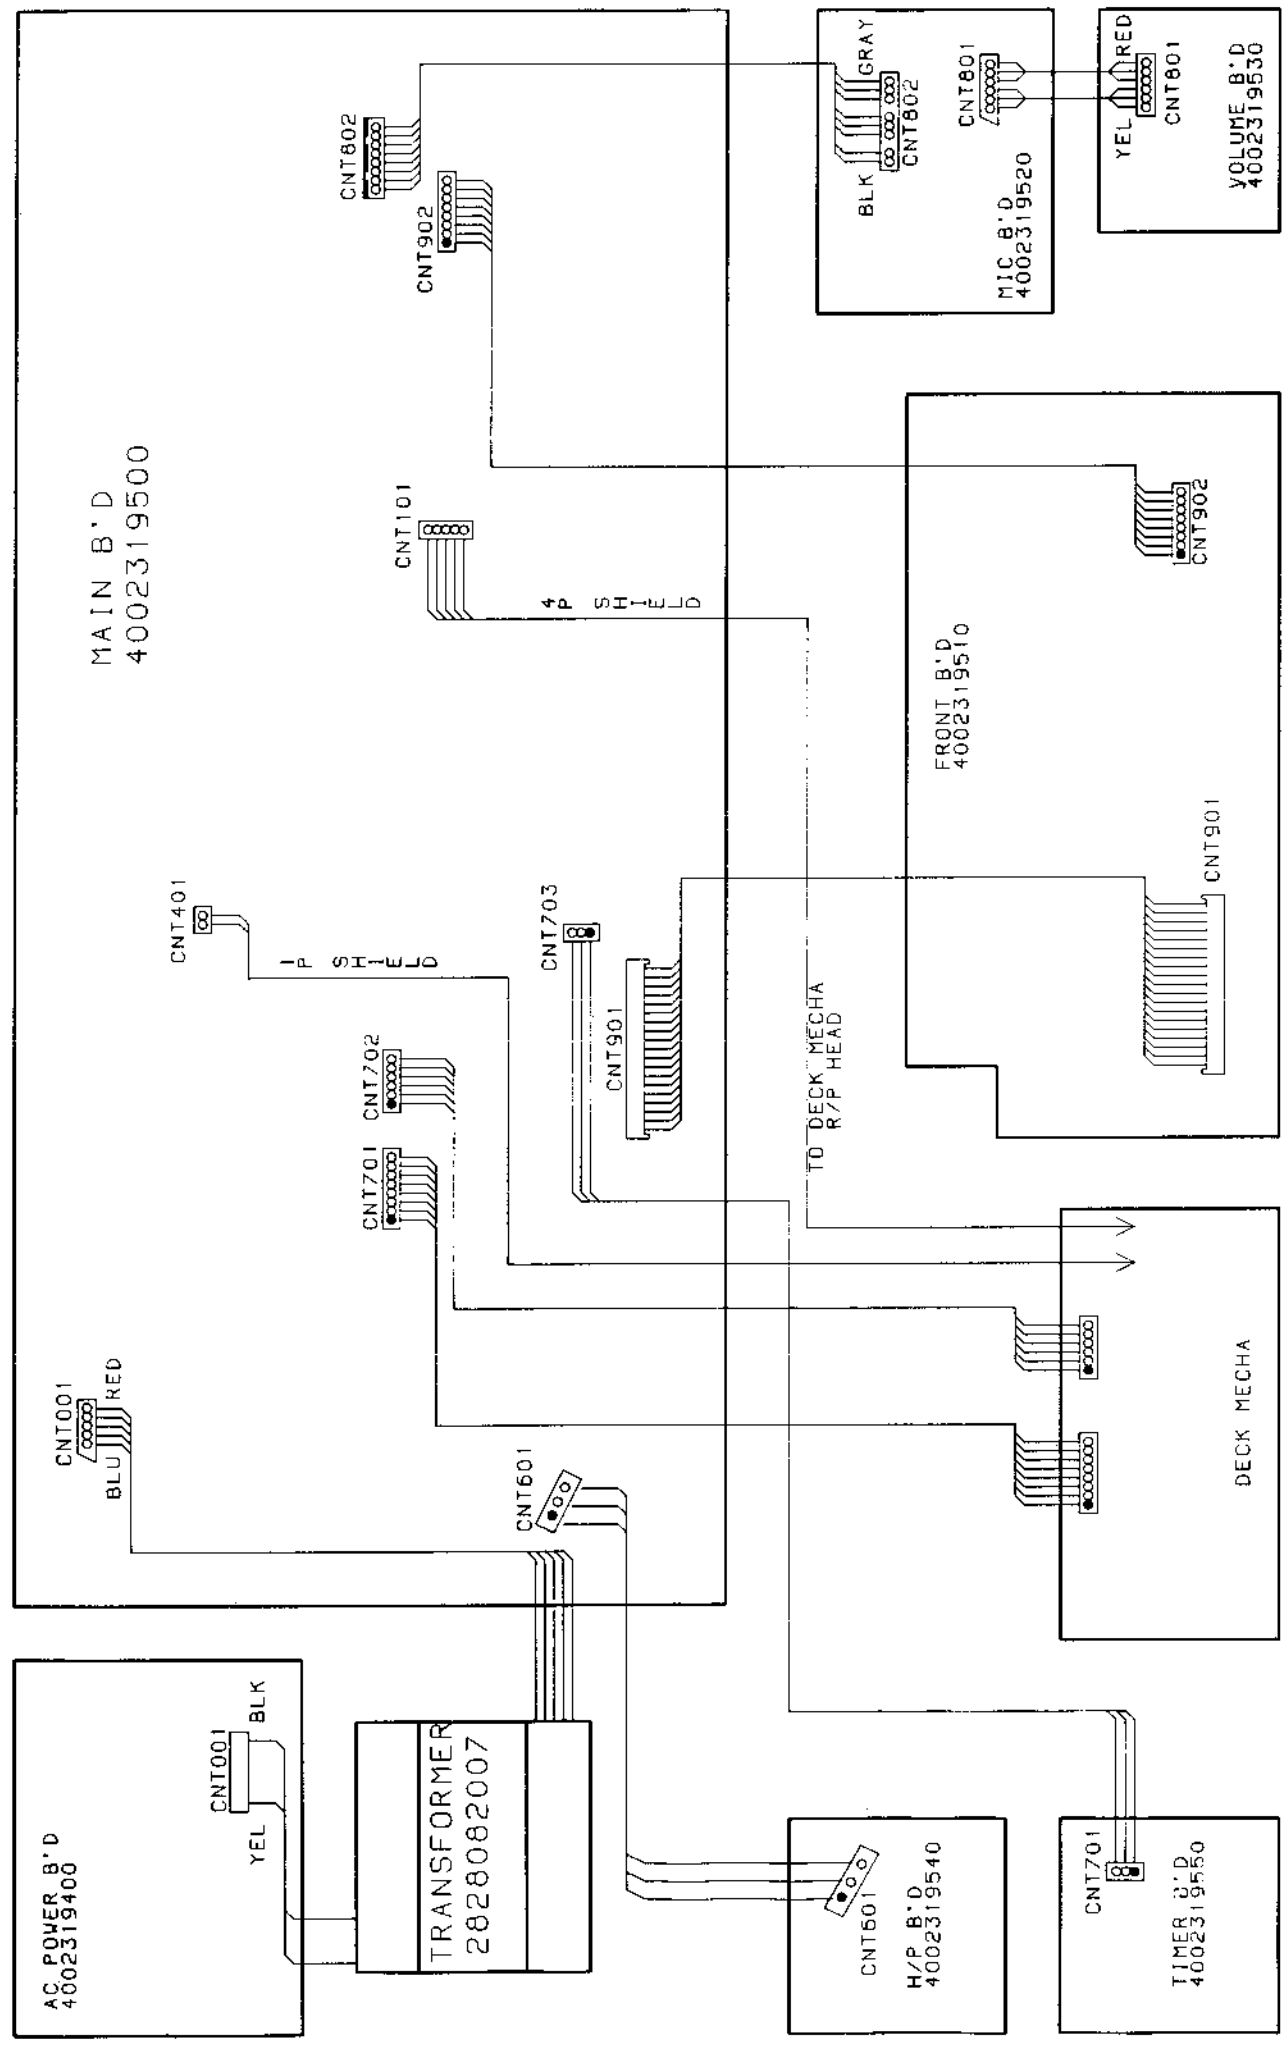 MAIN B'D
4002319500
CNT802
CNT902
CNT101
4P SHIELD
CNT401
1P SHIELD
CNT703
CNT901
CNT702
CNT701
CNT001
BLU
RED
CNT601
GRAY
BLK
CNT802
CNT801
MIC B'D
4002319520
RED
YEL
CNT801
VOLUME B'D
4002319530
FRONT B'D
4002319510
CNT902
CNT901
TO DECK MECHA
R/P HEAD
DECK MECHA
AC POWER B'D
4002319400
CNT001
BLK
YEL
TRANSFORMER
2828082007
CNT601
H/P B'D
4002319540
CNT701
TIMER B'D
4002319550